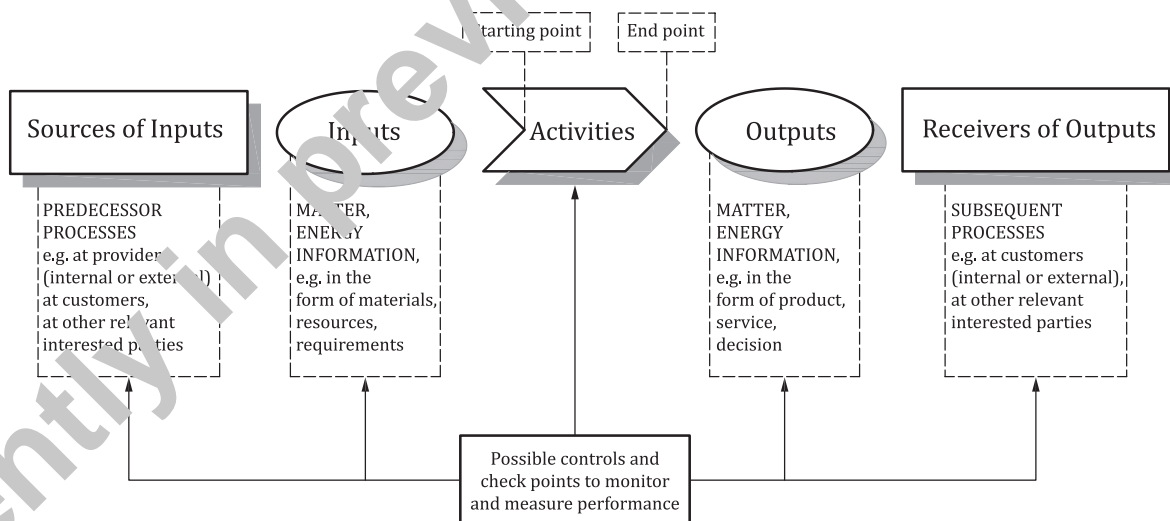 Starting point
End point
Sources of Inputs
Inputs
Activities
Outputs
Receivers of Outputs
PREDECESSOR
PROCESSES
e.g. at providers
(internal or external)
at customers,
at other relevant
interested parties
MATTER,
ENERGY
INFORMATION,
e.g. in the
form of materials,
resources,
requirements
MATTER,
ENERGY
INFORMATION,
e.g. in the
form of product,
service,
decision
SUBSEQUENT
PROCESSES
e.g. at customers
(internal or external),
at other relevant
interested parties
Possible controls and
check points to monitor
and measure performance
ently in previ